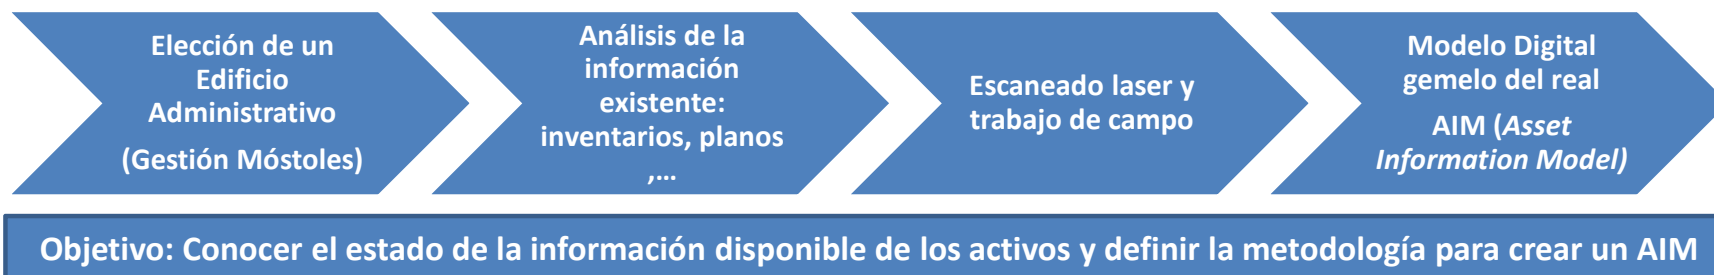 Elección de un
Edificio
Administrativo
(Gestión Móstoles)
Análisis de la
información
existente:
inventarios, planos
,...
Escaneado laser y
trabajo de campo
Modelo Digital
gemelo del real
AIM (Asset
Information Model)
Objetivo: Conocer el estado de la información disponible de los activos y definir la metodología para crear un AIM